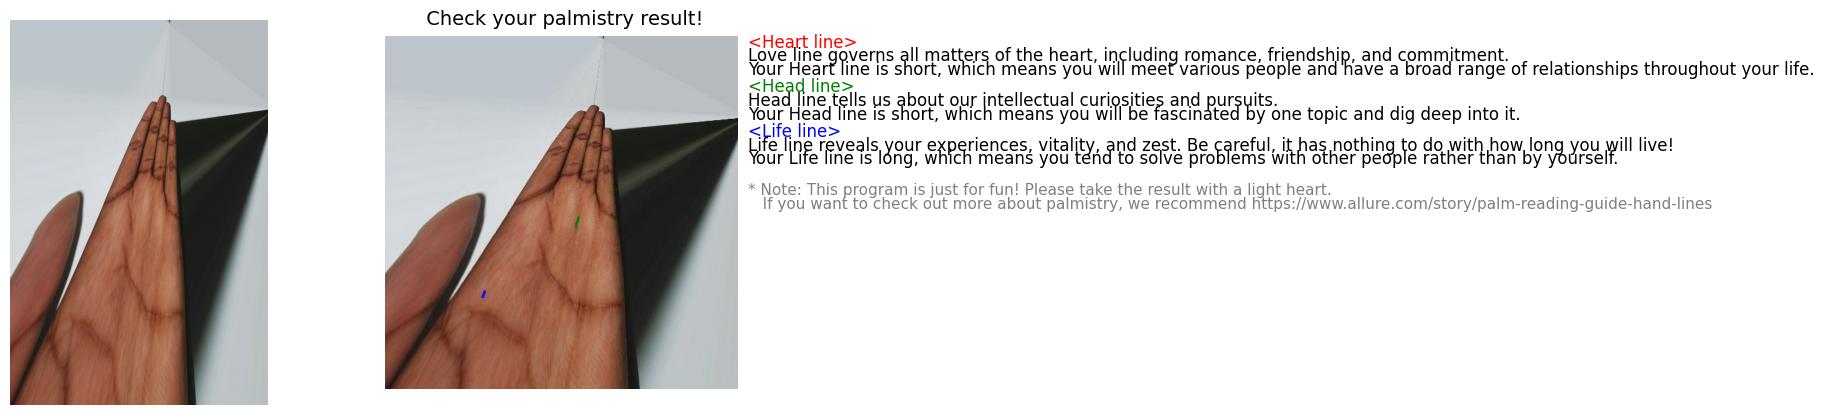 Check your palmistry result!
<Heart line>
Love line governs all matters of the heart, including romance, friendship, and commitment.
Your Heart line is short, which means you will meet various people and have a broad range of relationships throughout your life.
<Head line>
Head line tells us about our intellectual curiosities and pursuits.
Your Head line is short, which means you will be fascinated by one topic and dig deep into it.
<Life line>
Life line reveals your experiences, vitality, and zest. Be careful, it has nothing to do with how long you will live!
Your Life line is long, which means you tend to solve problems with other people rather than by yourself.
* Note: This program is just for fun! Please take the result with a light heart.
If you want to check out more about palmistry, we recommend https://www.allure.com/story/palm-reading-guide-hand-lines